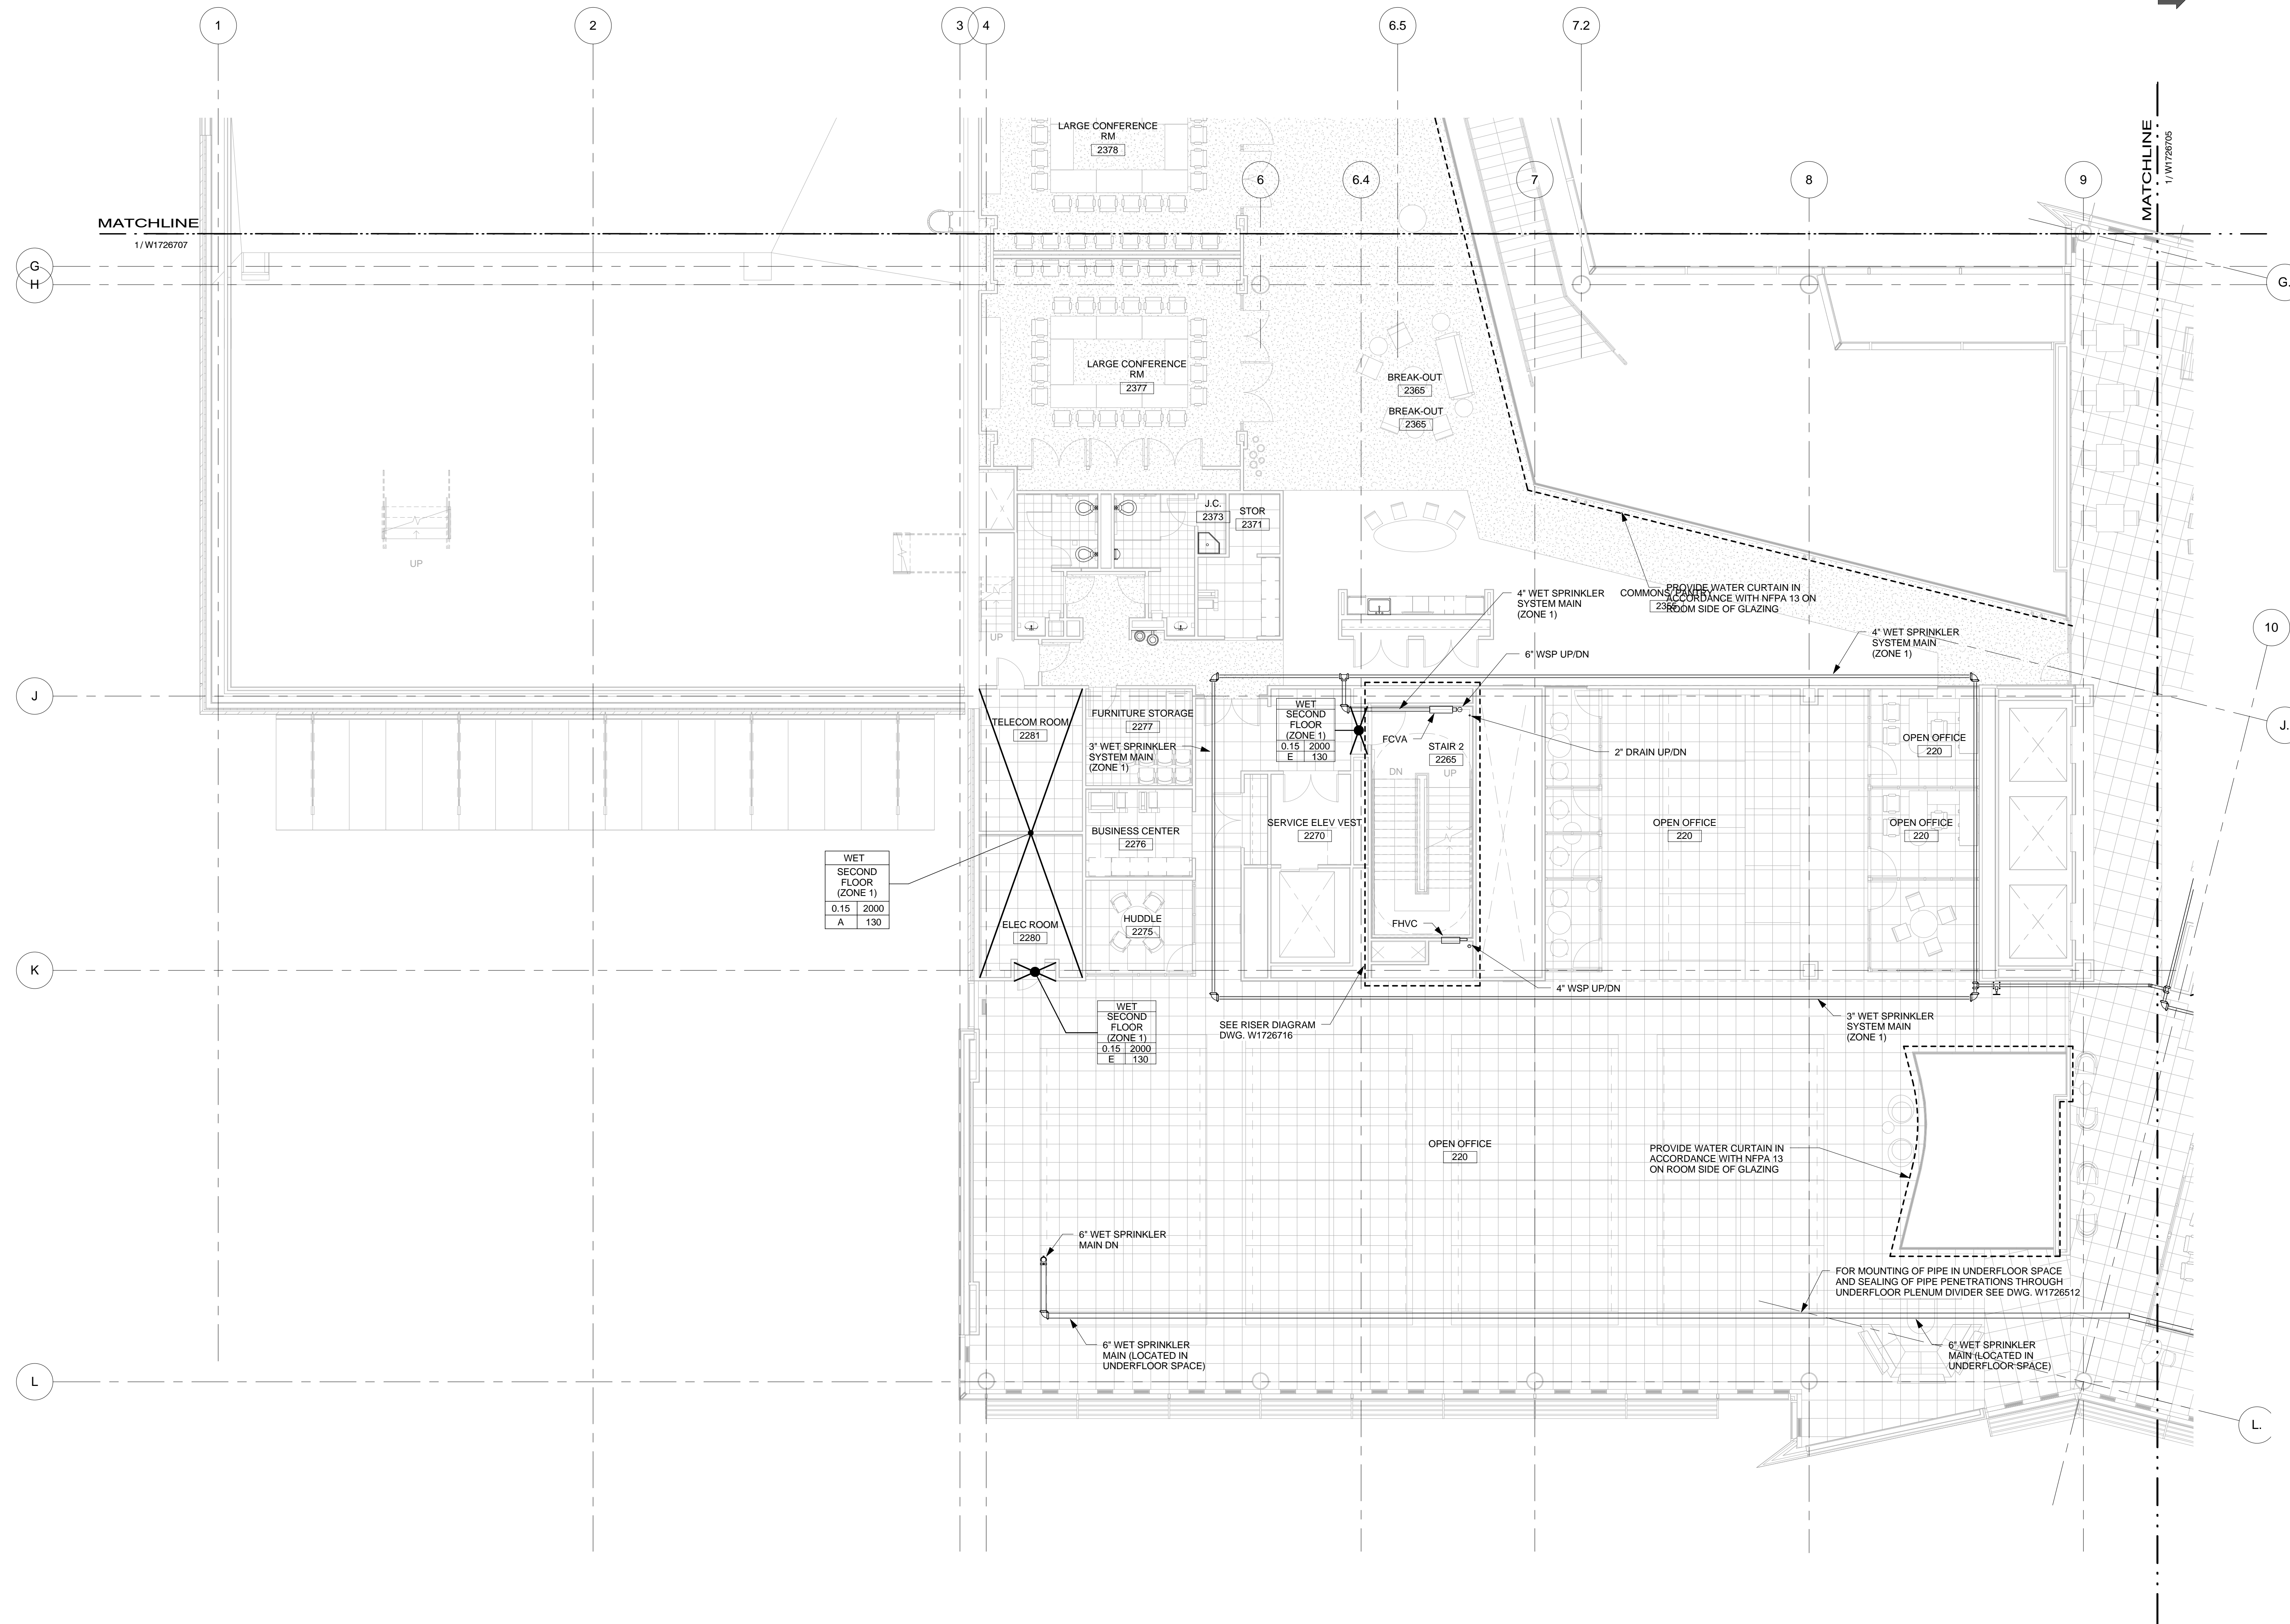 1
2
3
4
6.5
7.2
LARGE CONFERENCE
RM
2378
MATCHLINE
1/ W1726705
6
6.4
7
8
9
MATCHLINE
1/ W1726707
G
H
G.
LARGE CONFERENCE
RM
2377
BREAK-OUT
2365
BREAK-OUT
2365
J.C.
2373
STOR
2371
UP
UP
4" WET SPRINKLER
SYSTEM MAIN
(ZONE 1)
COMMONS/PANTRY
PROVIDE WATER CURTAIN IN
ACCORDANCE WITH NFPA 13 ON
ROOM SIDE OF GLAZING
6" WSP UP/DN
4" WET SPRINKLER
SYSTEM MAIN
(ZONE 1)
10
J
J.
TELECOM ROOM
2281
FURNITURE STORAGE
2277
3" WET SPRINKLER
SYSTEM MAIN
(ZONE 1)
WET
SECOND
FLOOR
(ZONE 1)
0.15 2000
E 130
FCVA
STAIR 2
2265
DN
UP
2" DRAIN UP/DN
OPEN OFFICE
220
BUSINESS CENTER
2276
SERVICE ELEV VEST
2270
OPEN OFFICE
220
OPEN OFFICE
220
WET
SECOND
FLOOR
(ZONE 1)
0.15 2000
A 130
ELEC ROOM
2280
HUDDLE
2275
FHVC
K
4" WSP UP/DN
WET
SECOND
FLOOR
(ZONE 1)
0.15 2000
E 130
SEE RISER DIAGRAM
DWG. W1726716
3" WET SPRINKLER
SYSTEM MAIN
(ZONE 1)
OPEN OFFICE
220
PROVIDE WATER CURTAIN IN
ACCORDANCE WITH NFPA 13
ON ROOM SIDE OF GLAZING
6" WET SPRINKLER
MAIN DN
FOR MOUNTING OF PIPE IN UNDERFLOOR SPACE
AND SEALING OF PIPE PENETRATIONS THROUGH
UNDERFLOOR PLENUM DIVIDER SEE DWG. W1726512
6" WET SPRINKLER
MAIN (LOCATED IN
UNDERFLOOR SPACE)
6" WET SPRINKLER
MAIN (LOCATED IN
UNDERFLOOR SPACE)
L
L.